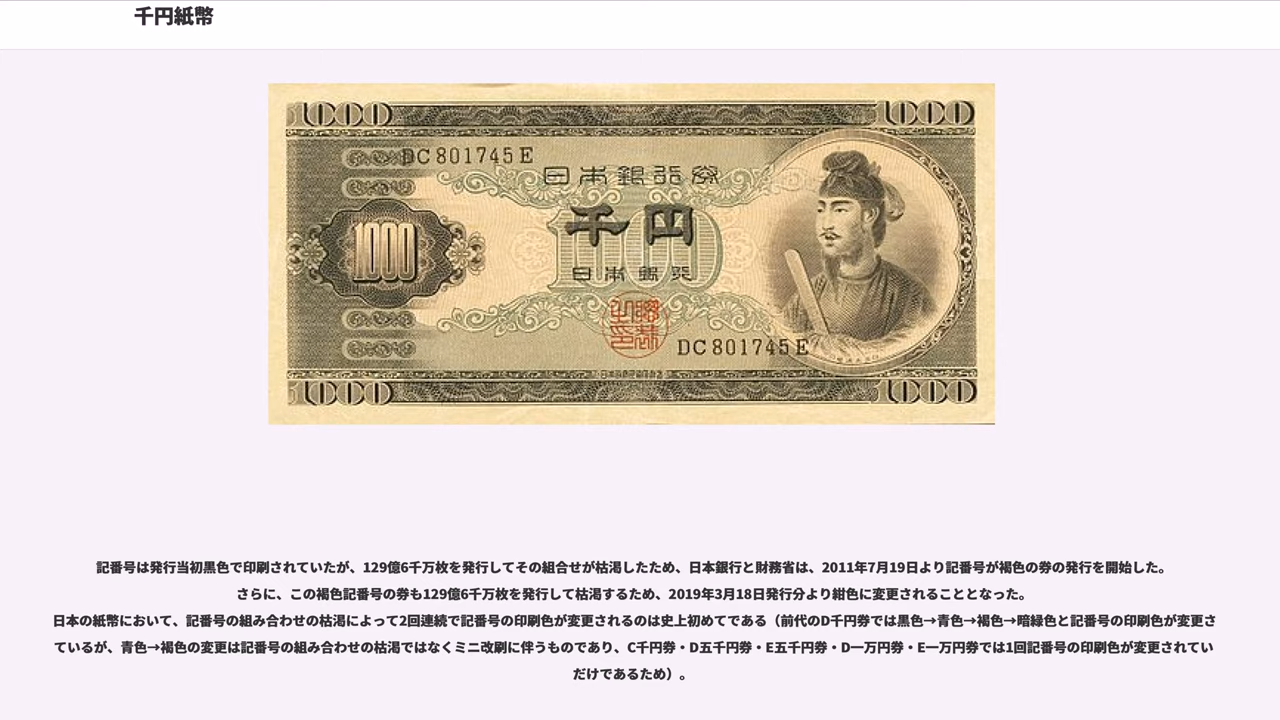 千円紙幣
1000 1000
DC801745E
日本銀行券
千円
1000
1000
日本銀行
DC801745E
1000 1000
記番号は発行当初黒色で印刷されていたが、129億6千万枚を発行してその組合せが枯渇したため、日本銀行と財務省は、2011年7月19日より記番号が褐色の券の発行を開始した。
さらに、この褐色記番号の券も129億6千万枚を発行して枯渇するため、2019年3月18日発行分より紺色に変更されることとなった。
日本の紙幣において、記番号の組み合わせの枯渇によって2回連続で記番号の印刷色が変更されるのは史上初めてである（前代のD千円券では黒色→青色→褐色→暗緑色と記番号の印刷色が変更さ
ているが、青色→褐色の変更は記番号の組み合わせの枯渇ではなくミニ改刷に伴うものであり、C千円券・D五千円券・E五千円券・D一万円券・E一万円券では1回記番号の印刷色が変更されてい
だけであるため）。